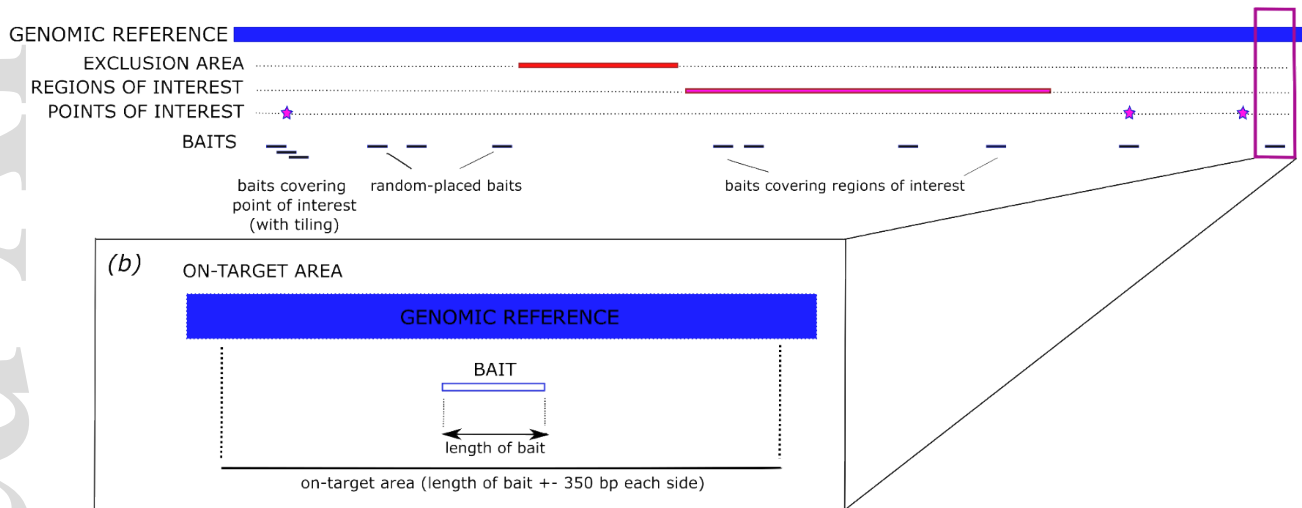 GENOMIC REFERENCE
EXCLUSION AREA
REGIONS OF INTEREST
POINTS OF INTEREST
BAITS
baits covering
point of interest
(with tiling)
random-placed baits
baits covering regions of interest
(b)
ON-TARGET AREA
GENOMIC REFERENCE
BAIT
length of bait
on-target area (length of bait +- 350 bp each side)